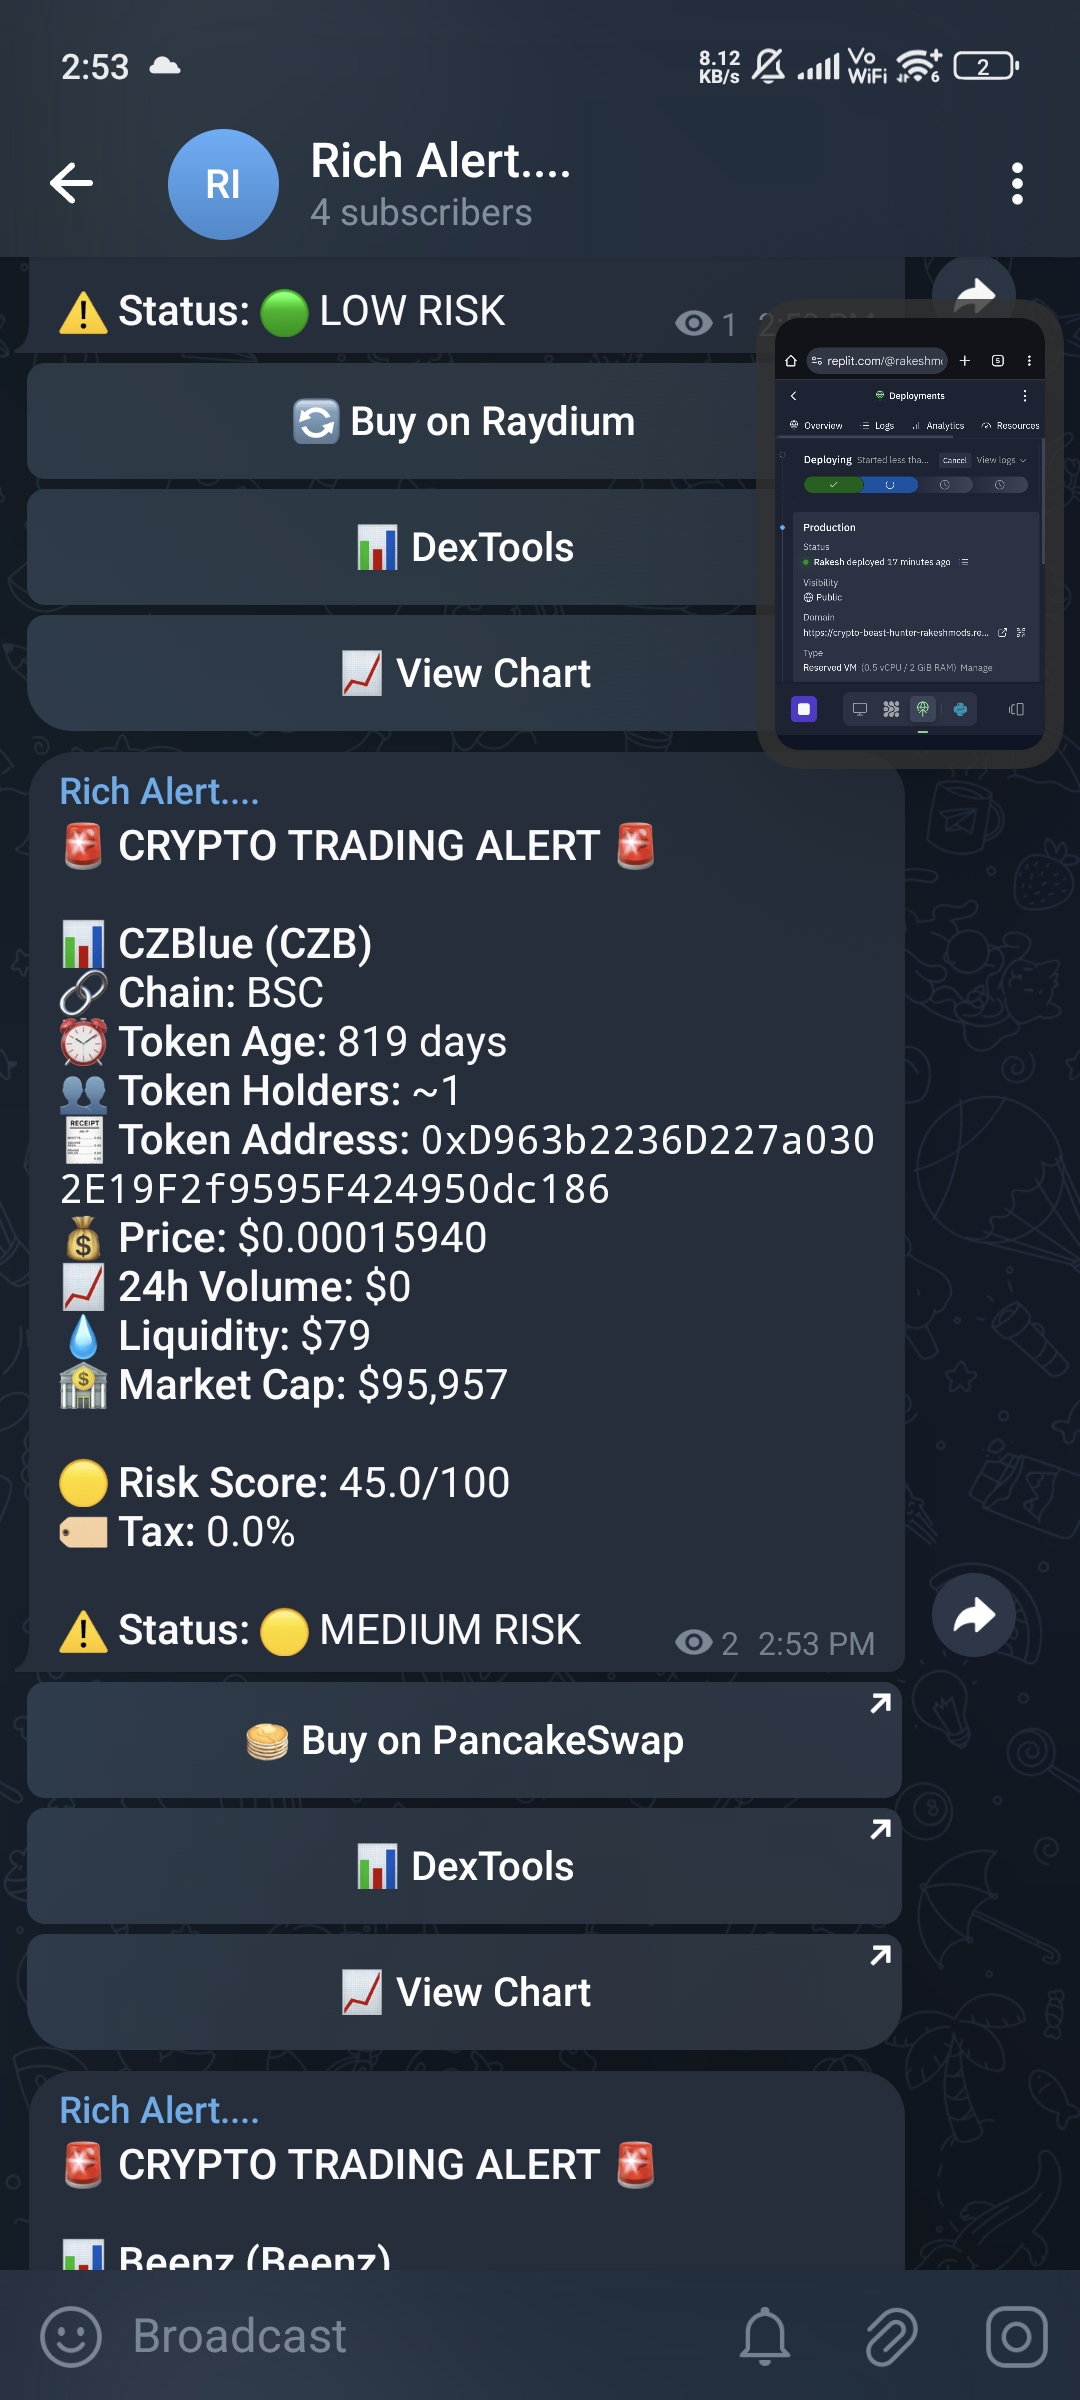 2:53
8.12 KB/s
Vo WiFi
6
2
RI
Rich Alert....
4 subscribers
Status: LOW RISK
1
Buy on Raydium
DexTools
View Chart
replit.com/@rakeshm
5
Deployments
Overview Logs Analytics Resources
Deploying Started less tha... Cancel View logs
Production
Status
Rakesh deployed 17 minutes ago
Visibility
Public
Domain
https://crypto-beast-hunter-rakeshmods.re...
Type
Reserved VM (0.5 vCPU / 2 GiB RAM) Manage
Rich Alert....
CRYPTO TRADING ALERT
CZBlue (CZB)
Chain: BSC
Token Age: 819 days
Token Holders: ~1
Token Address: 0xD963b2236D227a030
2E19F2f9595F424950dc186
Price: $0.00015940
24h Volume: $0
Liquidity: $79
Market Cap: $95,957
Risk Score: 45.0/100
Tax: 0.0%
Status: MEDIUM RISK
2 2:53 PM
Buy on PancakeSwap
DexTools
View Chart
Rich Alert....
CRYPTO TRADING ALERT
Beenz (Beenz)
Broadcast